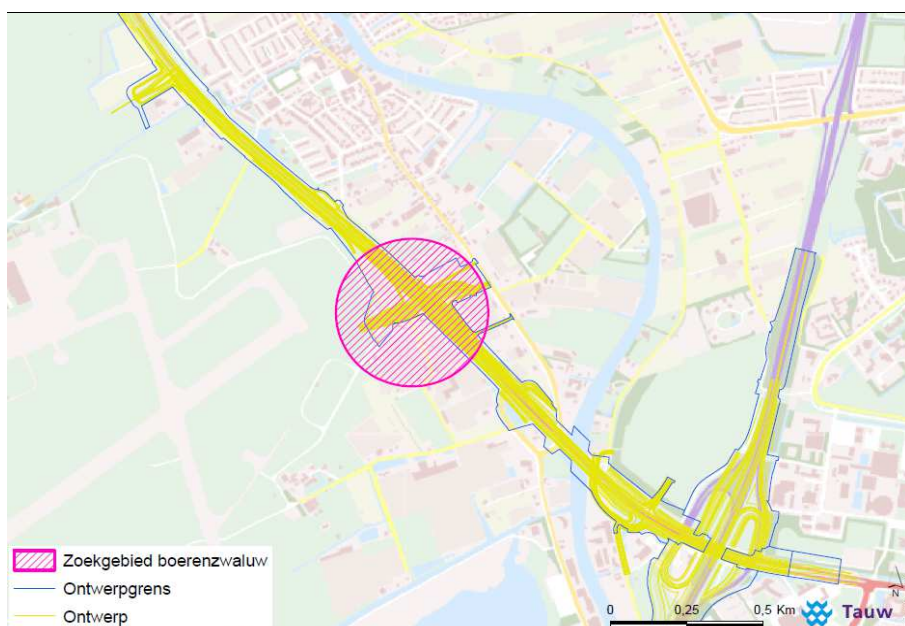 Zoekgebied boerenzwaluw
Ontwerpgrens
Ontwerp
0 0,25 0,5 Km
N
Tauw